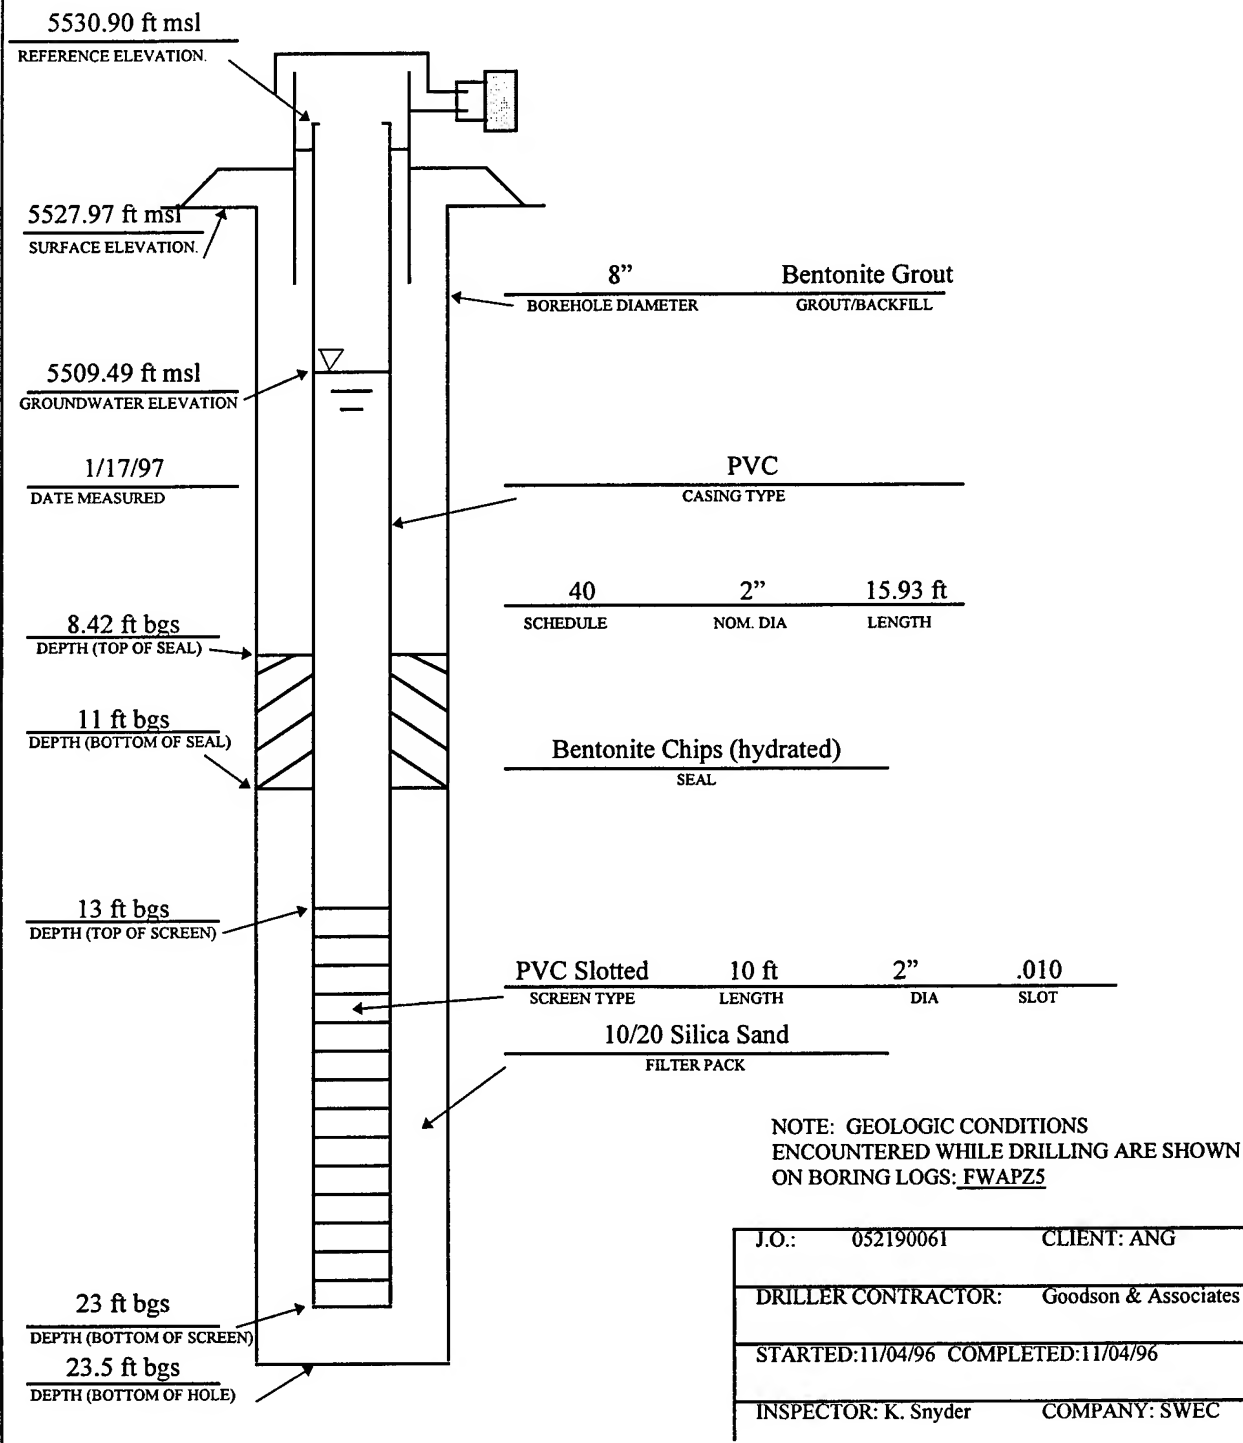 5530.90 ft msl
REFERENCE ELEVATION.
5527.97 ft msl
SURFACE ELEVATION.
8” Bentonite Grout
BOREHOLE DIAMETER GROUT/BACKFILL
5509.49 ft msl
GROUNDWATER ELEVATION
1/17/97
DATE MEASURED
PVC
CASING TYPE
40 2” 15.93 ft
SCHEDULE NOM. DIA LENGTH
8.42 ft bgs
DEPTH (TOP OF SEAL)
11 ft bgs
DEPTH (BOTTOM OF SEAL)
Bentonite Chips (hydrated)
SEAL
13 ft bgs
DEPTH (TOP OF SCREEN)
PVC Slotted 10 ft 2” .010
SCREEN TYPE LENGTH DIA SLOT
10/20 Silica Sand
FILTER PACK
NOTE: GEOLOGIC CONDITIONS
ENCOUNTERED WHILE DRILLING ARE SHOWN
ON BORING LOGS: FWAPZ5
J.O.: 052190061 CLIENT: ANG
DRILLER CONTRACTOR: Goodson & Associates
STARTED:11/04/96 COMPLETED:11/04/96
INSPECTOR: K. Snyder COMPANY: SWEC
23 ft bgs
DEPTH (BOTTOM OF SCREEN)
23.5 ft bgs
DEPTH (BOTTOM OF HOLE)